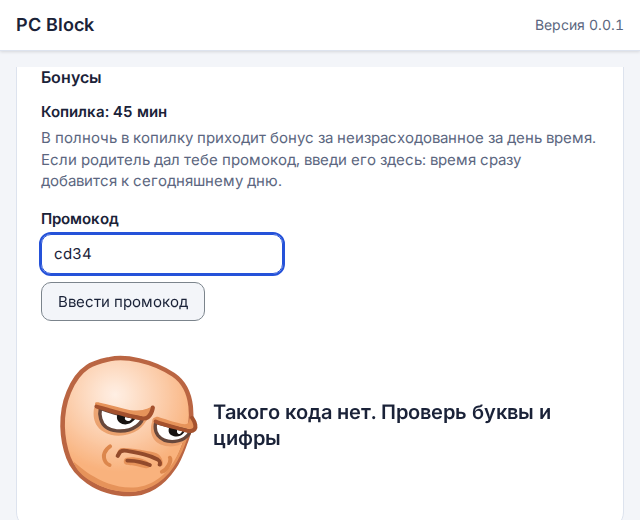 PC Block
Версия 0.0.1
Бонусы
Копилка: 45 мин
В полночь в копилку приходит бонус за неизрасходованное за день время.
Если родитель дал тебе промокод, введи его здесь: время сразу
добавится к сегодняшнему дню.
Промокод
cd34
Ввести промокод
Такого кода нет. Проверь буквы и
цифры